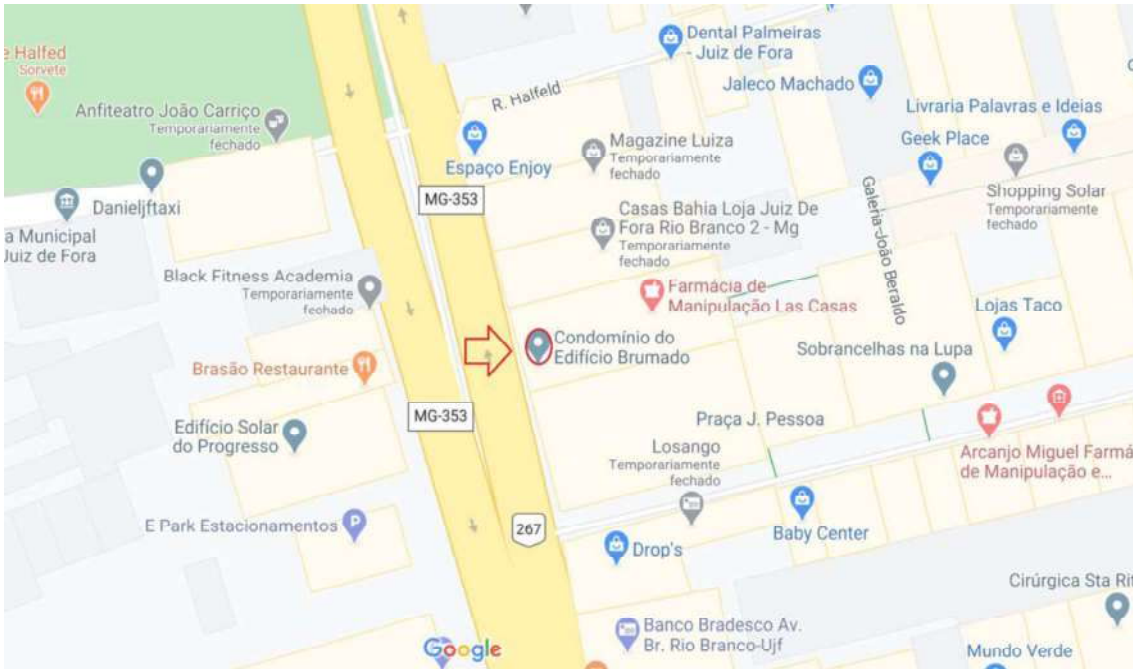 e Halfed
Sorvete
Anfiteatro João Carriço
Temporariamente
fechado
Danieljftaxi
a Municipal
Juiz de Fora
Black Fitness Academia
Temporariamente
fechado
Brasão Restaurante
Edifício Solar
do Progresso
E Park Estacionamentos
MG-353
MG-353
267
Google
R. Halfeld
Espaço Enjoy
Dental Palmeiras
- Juiz de Fora
Jaleco Machado
Livraria Palavras e Ideias
Geek Place
Magazine Luiza
Temporariamente
fechado
Shopping Solar
Temporariamente
fechado
Casas Bahia Loja Juiz De
Fora Rio Branco 2 - Mg
Temporariamente
fechado
Galeria João Beraldo
Farmácia de
Manipulação Las Casas
Lojas Taco
Condomínio do
Edifício Brumado
Sobrancelhas na Lupa
Praça J. Pessoa
Losango
Temporariamente
fechado
Arcanjo Miguel Farmá
de Manipulação e...
Baby Center
Drop's
Cirúrgica Sta Rit
Banco Bradesco Av.
Br. Rio Branco-Ujf
Mundo Verde